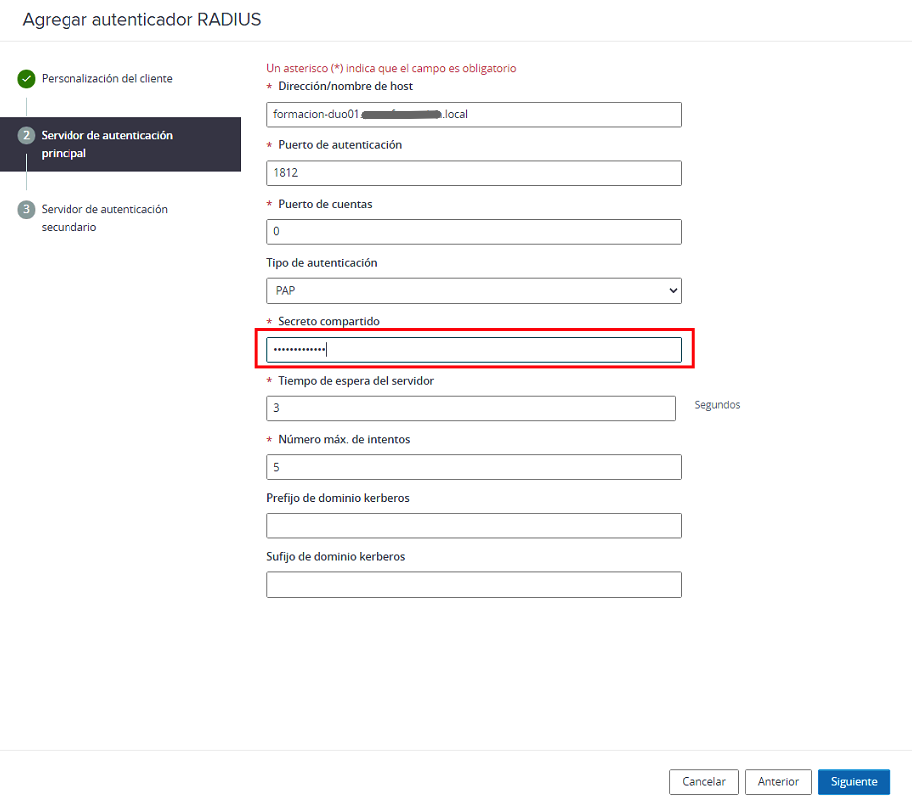 Agregar autenticador RADIUS
Personalización del cliente
2 Servidor de autenticación
principal
3 Servidor de autenticación
secundario
Un asterisco (*) indica que el campo es obligatorio
* Dirección/nombre de host
formacion-duo01. .local
* Puerto de autenticación
1812
* Puerto de cuentas
0
Tipo de autenticación
PAP
* Secreto compartido
•••••••••••••
* Tiempo de espera del servidor
3
Segundos
* Número máx. de intentos
5
Prefijo de dominio kerberos
Sufijo de dominio kerberos
Cancelar
Anterior
Siguiente